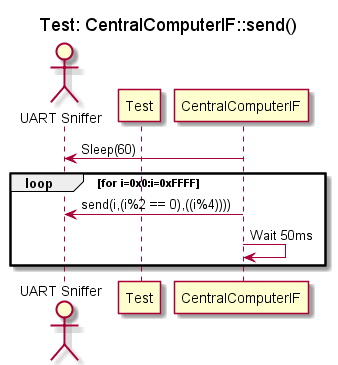 Test: CentralComputerIF::send()
UART Sniffer
Test
CentralComputerIF
Sleep(60)
loop [for i=0x0:i=0xFFFF]
send(i,(i%2 == 0),((i%4))))
Wait 50ms
UART Sniffer
Test
CentralComputerIF